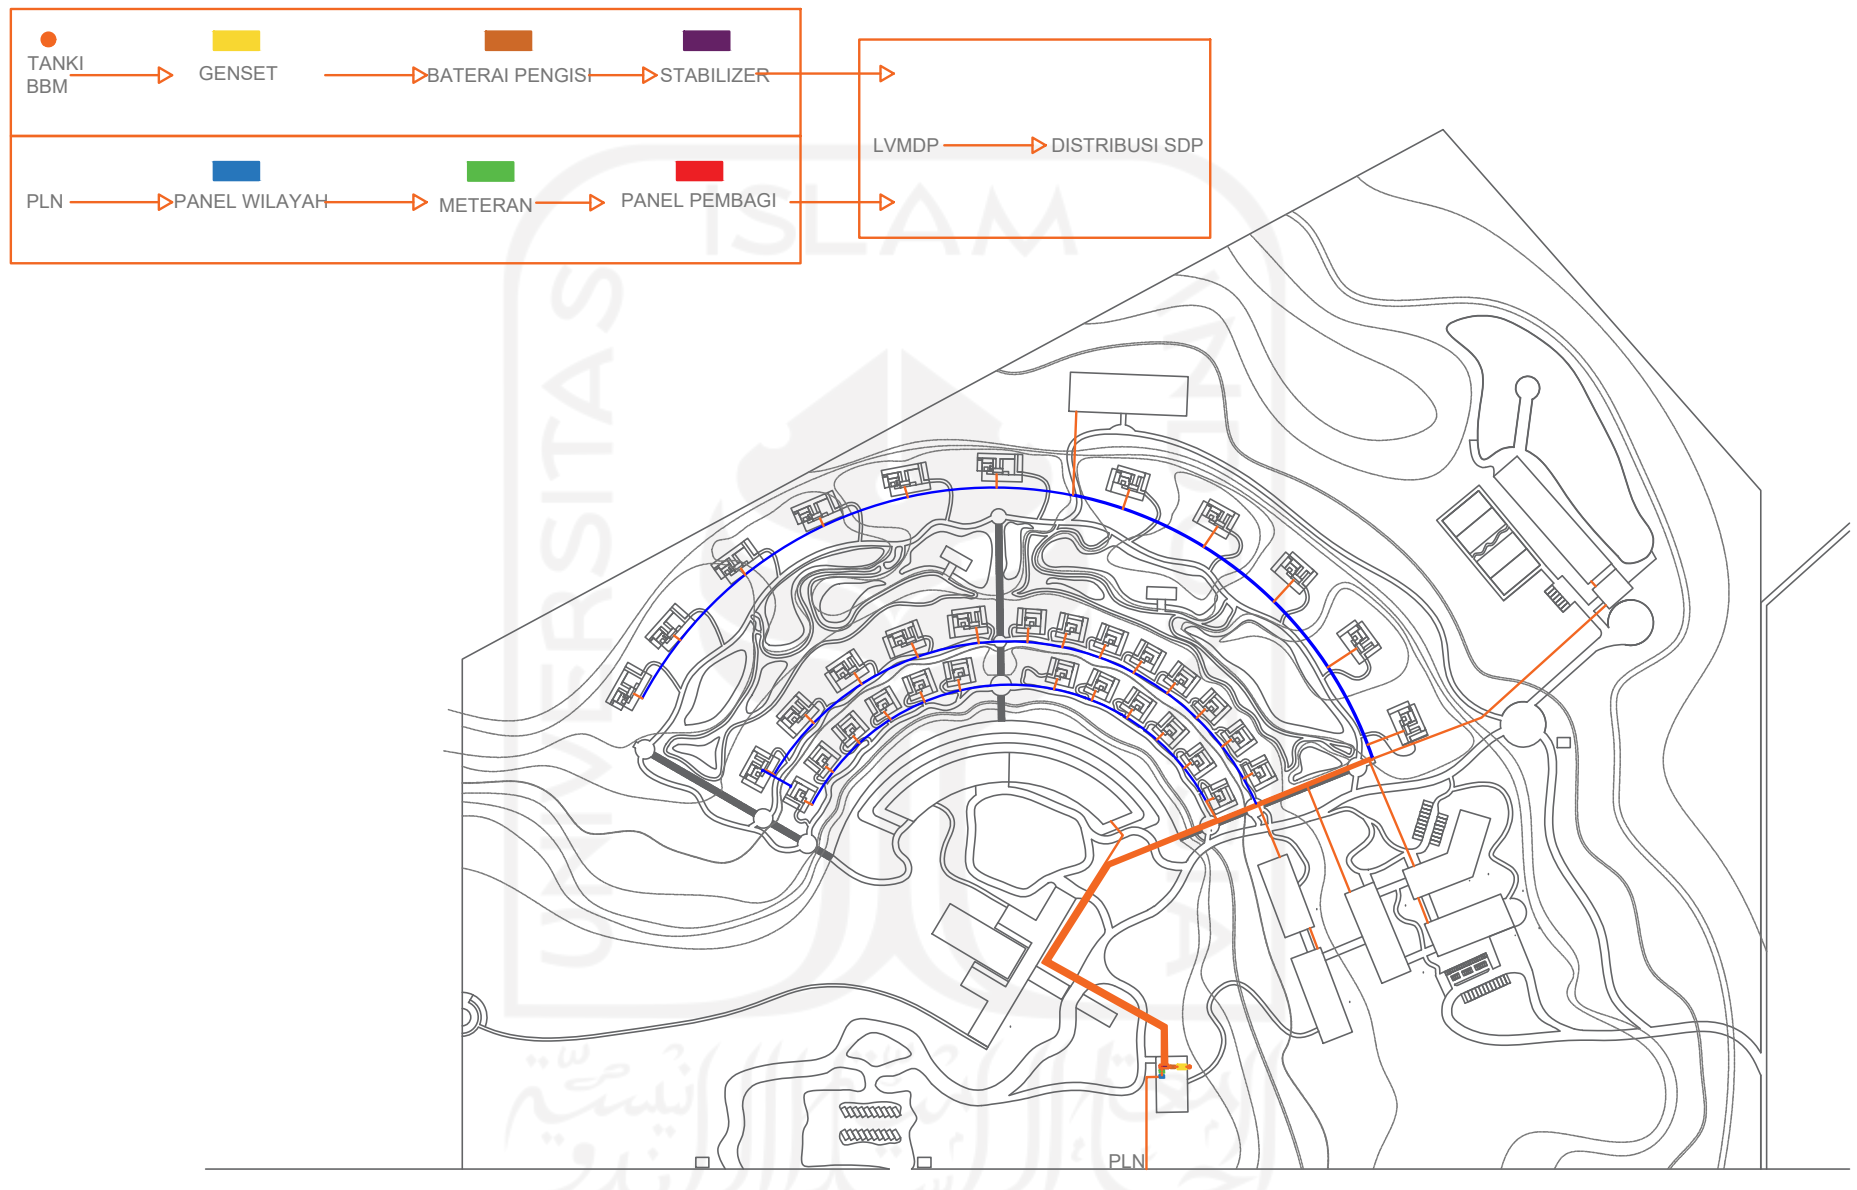 TANKI
BBM
GENSET
BATERAI PENGISI
STABILIZER
LVMDP
DISTRIBUSI SDP
PLN
PANEL WILAYAH
METERAN
PANEL PEMBAGI
ISLAM
UNIVERSITAS
PLN